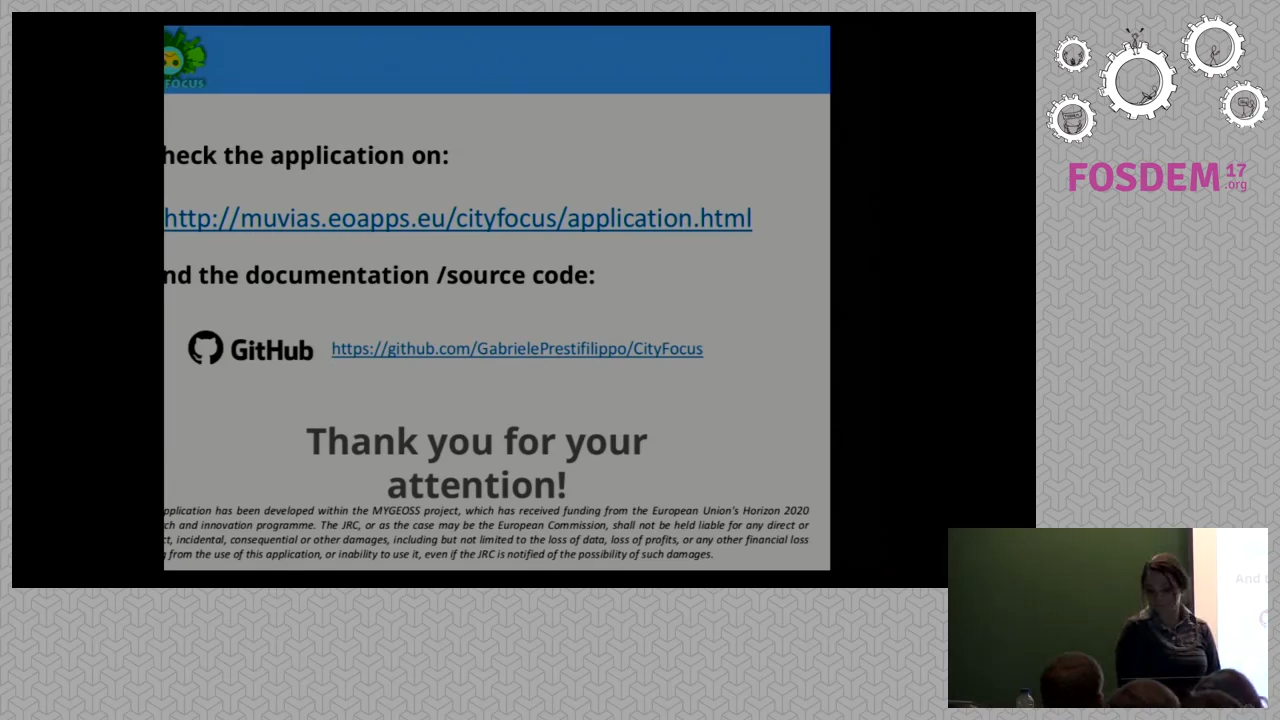 FOCUS
heck the application on:
http://muvias.eoapps.eu/cityfocus/application.html
nd the documentation /source code:
GitHub https://github.com/GabrielePrestifilippo/CityFocus
Thank you for your
attention!
pplication has been developed within the MYGEOSS project, which has received funding from the European Union's Horizon 2020
ch and innovation programme. The JRC, or as the case may be the European Commission, shall not be held liable for any direct or
t, incidental, consequential or other damages, including but not limited to the loss of data, loss of profits, or any other financial loss
from the use of this application, or inability to use it, even if the JRC is notified of the possibility of such damages.
FOSDEM 17
.org
And t